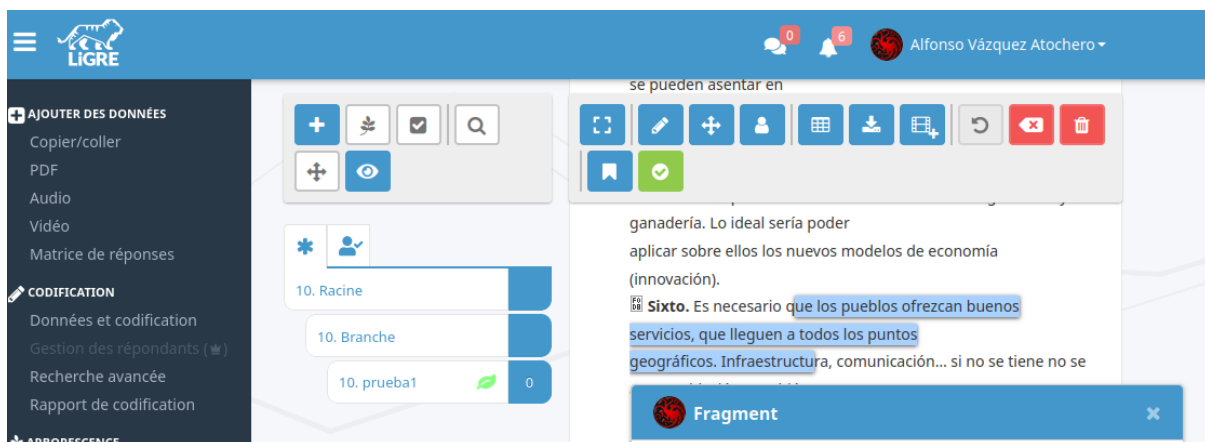 LiGRE
0
6
Alfonso Vázquez Atochero
AJOUTER DES DONNÉES
Copier/coller
PDF
Audio
Vidéo
Matrice de réponses
CODIFICATION
Données et codification
Gestion des répondants ( )
Recherche avancée
Rapport de codification
10. Racine
10. Branche
10. prueba1
0
se pueden asentar en
ganadería. Lo ideal sería poder
aplicar sobre ellos los nuevos modelos de economía
(innovación).
Sixto. Es necesario que los pueblos ofrezcan buenos
servicios, que lleguen a todos los puntos
geográficos. Infraestructura, comunicación... si no se tiene no se
Fragment